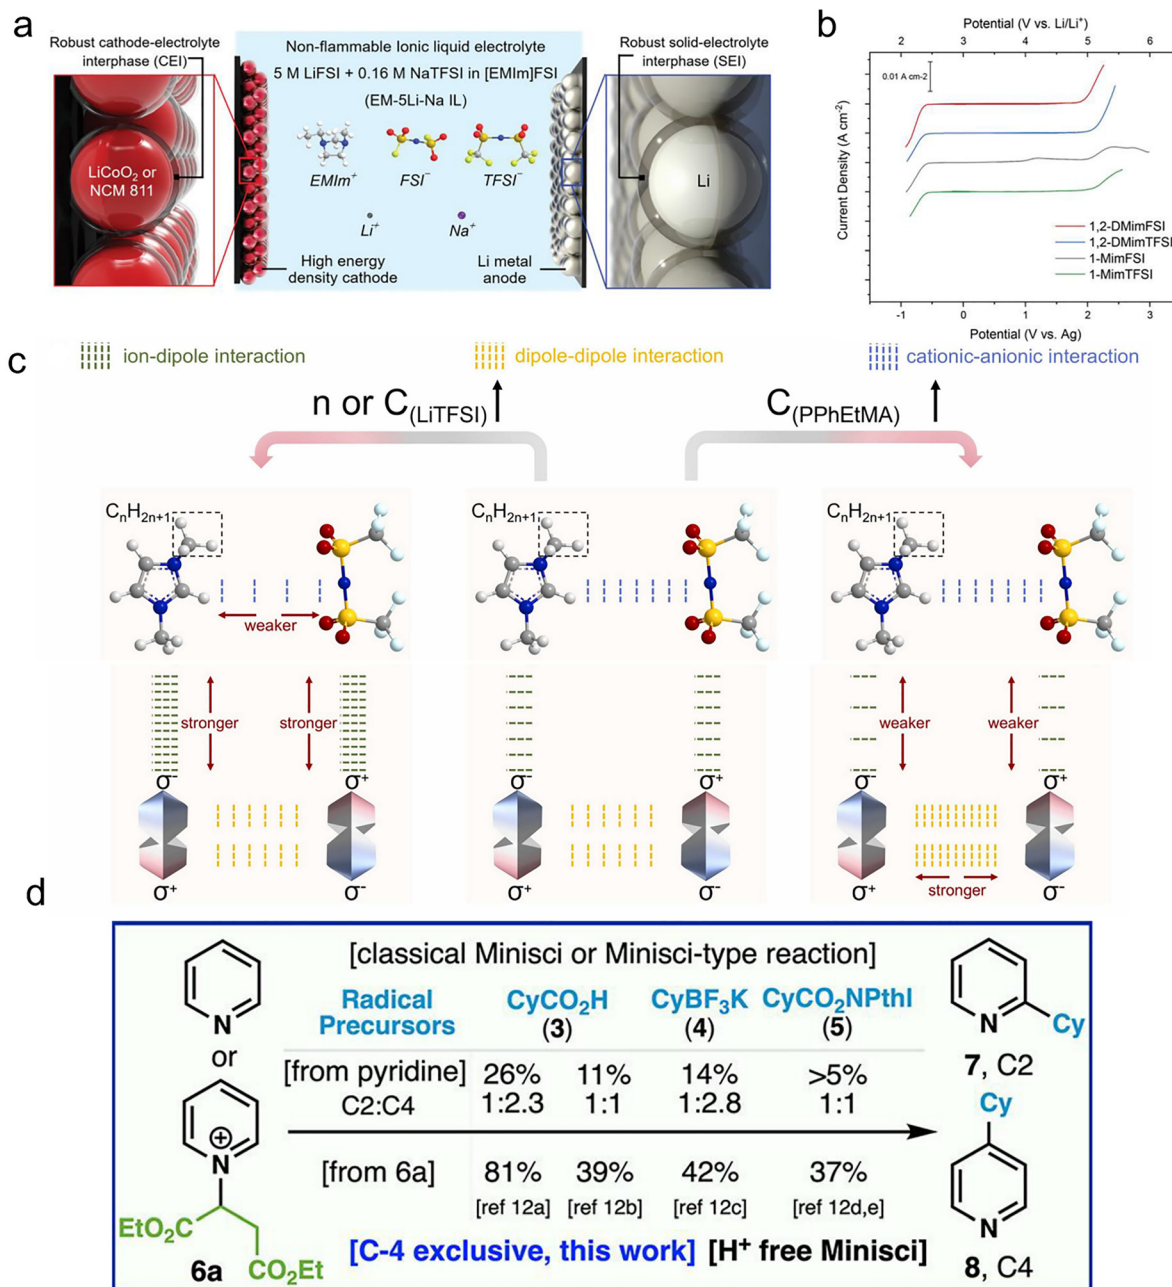 a
Robust cathode-electrolyte
interphase (CEI)
Non-flammable Ionic liquid electrolyte
5 M LiFSI + 0.16 M NaTFSI in [EMIm]FSI
(EM-5Li-Na IL)
Robust solid-electrolyte
interphase (SEI)
LiCoO₂ or
NCM 811
EMIm⁺
FSI⁻
TFSI⁻
Li⁺
Na⁺
Li
High energy
density cathode
Li metal
anode
b
Potential (V vs. Li/Li⁺)
2 3 4 5 6
0.01 A cm-2
Current Density (A cm⁻²)
1,2-DMimFSI
1,2-DMimTFSI
1-MimFSI
1-MimTFSI
-1 0 1 2 3
Potential (V vs. Ag)
c
ion-dipole interaction
dipole-dipole interaction
cationic-anionic interaction
n or C(LiTFSI)
C(PPhEtMA)
CₙH₂ₙ₊₁
CₙH₂ₙ₊₁
CₙH₂ₙ₊₁
weaker
stronger
stronger
weaker
weaker
σ⁻ σ⁺ σ⁻ σ⁺ σ⁻ σ⁺
σ⁺ σ⁻ σ⁺ σ⁻ σ⁺ σ⁻
stronger
d
[classical Minisci or Minisci-type reaction]
Radical
Precursors
CyCO₂H
(3)
CyBF₃K
(4)
CyCO₂NPthl
(5)
[from pyridine] 26% 11% 14% >5%
C2:C4 1:2.3 1:1 1:2.8 1:1
[from 6a] 81% 39% 42% 37%
[ref 12a] [ref 12b] [ref 12c] [ref 12d,e]
[C-4 exclusive, this work] [H⁺ free Minisci]
N
or
+
N
EtO₂C
CO₂Et
6a
N
Cy
7, C2
Cy
N
8, C4